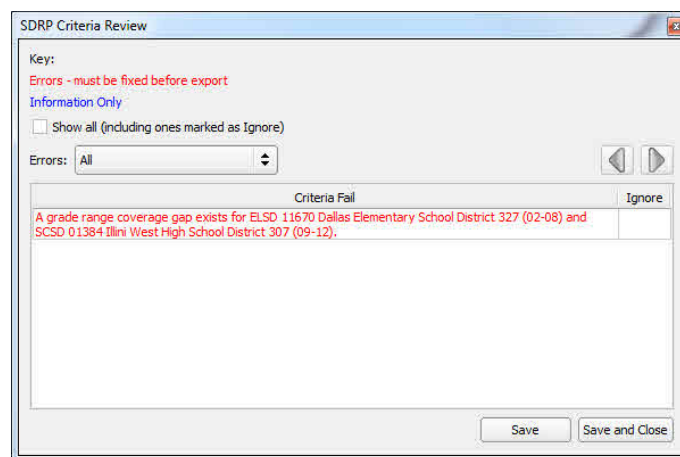 SDRP Criteria Review
Key:
Errors - must be fixed before export
Information Only
Show all (including ones marked as Ignore)
Errors: All
Criteria Fail Ignore
A grade range coverage gap exists for ELSD 11670 Dallas Elementary School District 327 (02-08) and
SCSD 01384 Illini West High School District 307 (09-12).
Save Save and Close